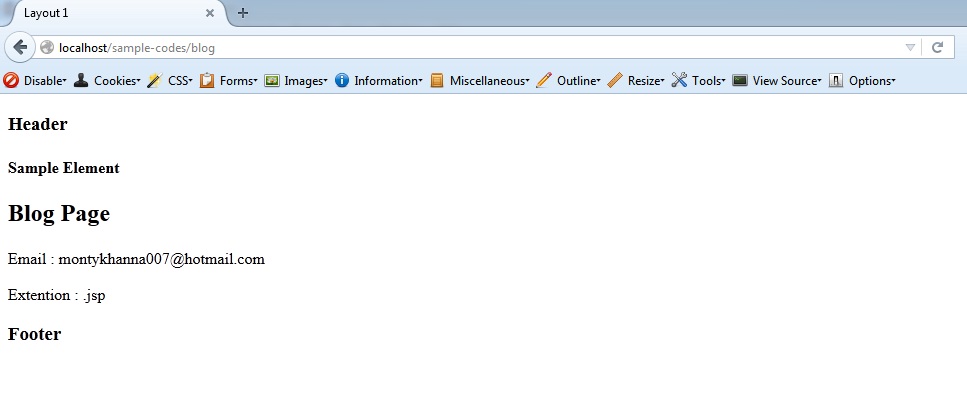 Layout 1
localhost/sample-codes/blog
Disable Cookies CSS Forms Images Information Miscellaneous Outline Resize Tools View Source Options
Header
Sample Element
Blog Page
Email : montykhanna007@hotmail.com
Extention : .jsp
Footer